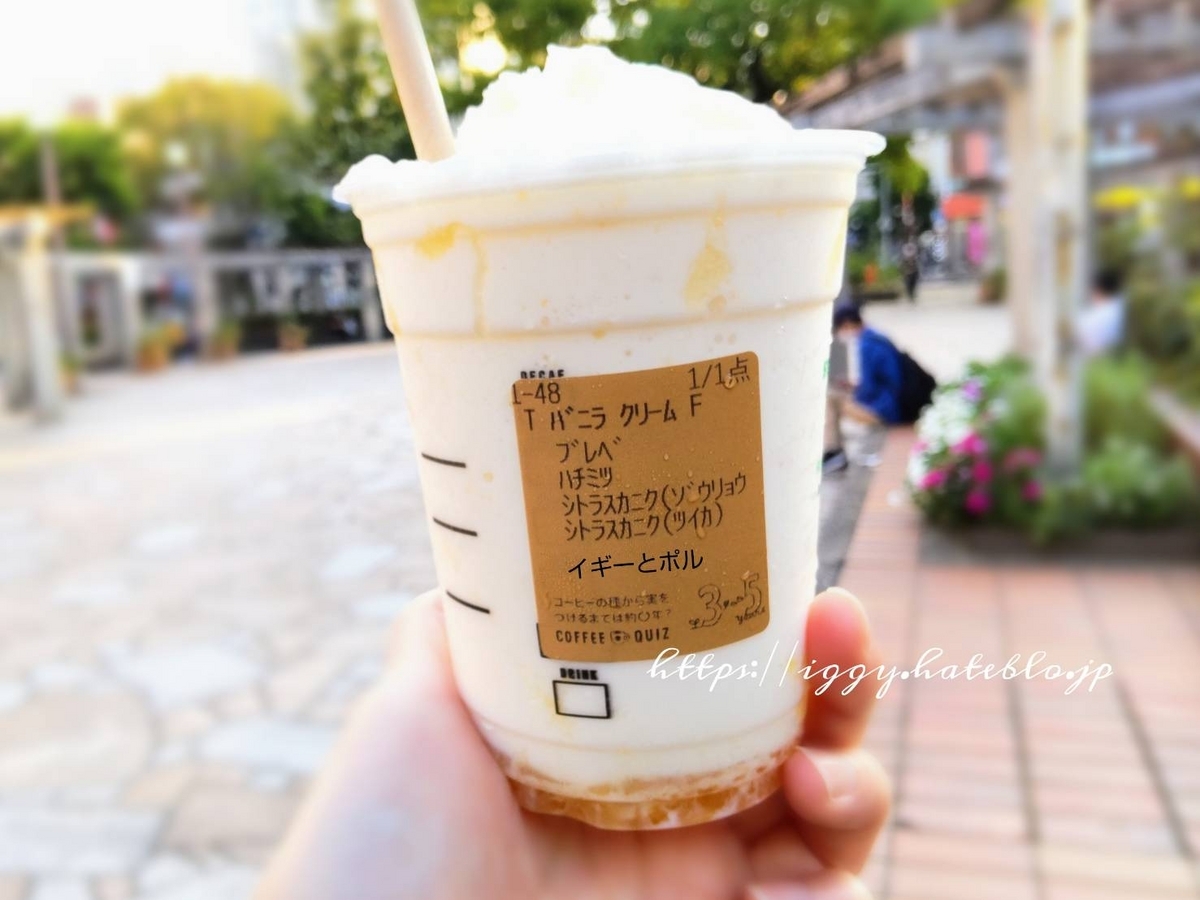 DECAF
1-48 1/1点
T バニラ クリーム F
ブレベ
ハチミツ
シトラスカニク(ゾウリョウ
シトラスカニク(ツイカ)
イギーとポル
コーヒーの種から実を
つけるまでは約〇年?
3 5
years
COFFEE QUIZ
https://iggy.hateblo.jp
DRINK